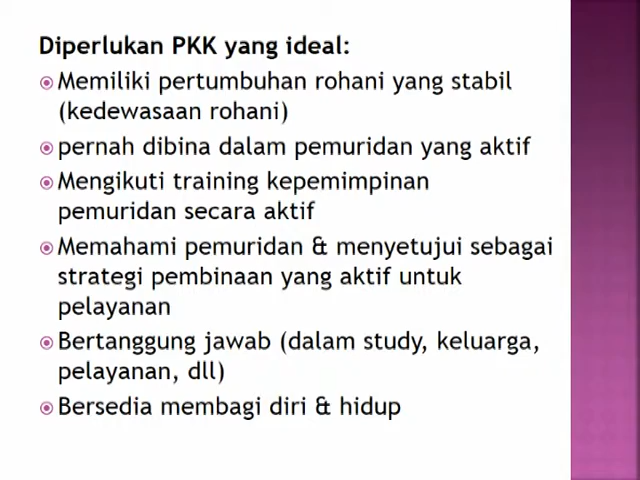 Diperlukan PKK yang ideal:
Memiliki pertumbuhan rohani yang stabil
(kedewasaan rohani)
pernah dibina dalam pemuridan yang aktif
Mengikuti training kepemimpinan
pemuridan secara aktif
Memahami pemuridan & menyetujui sebagai
strategi pembinaan yang aktif untuk
pelayanan
Bertanggung jawab (dalam study, keluarga,
pelayanan, dll)
Bersedia membagi diri & hidup